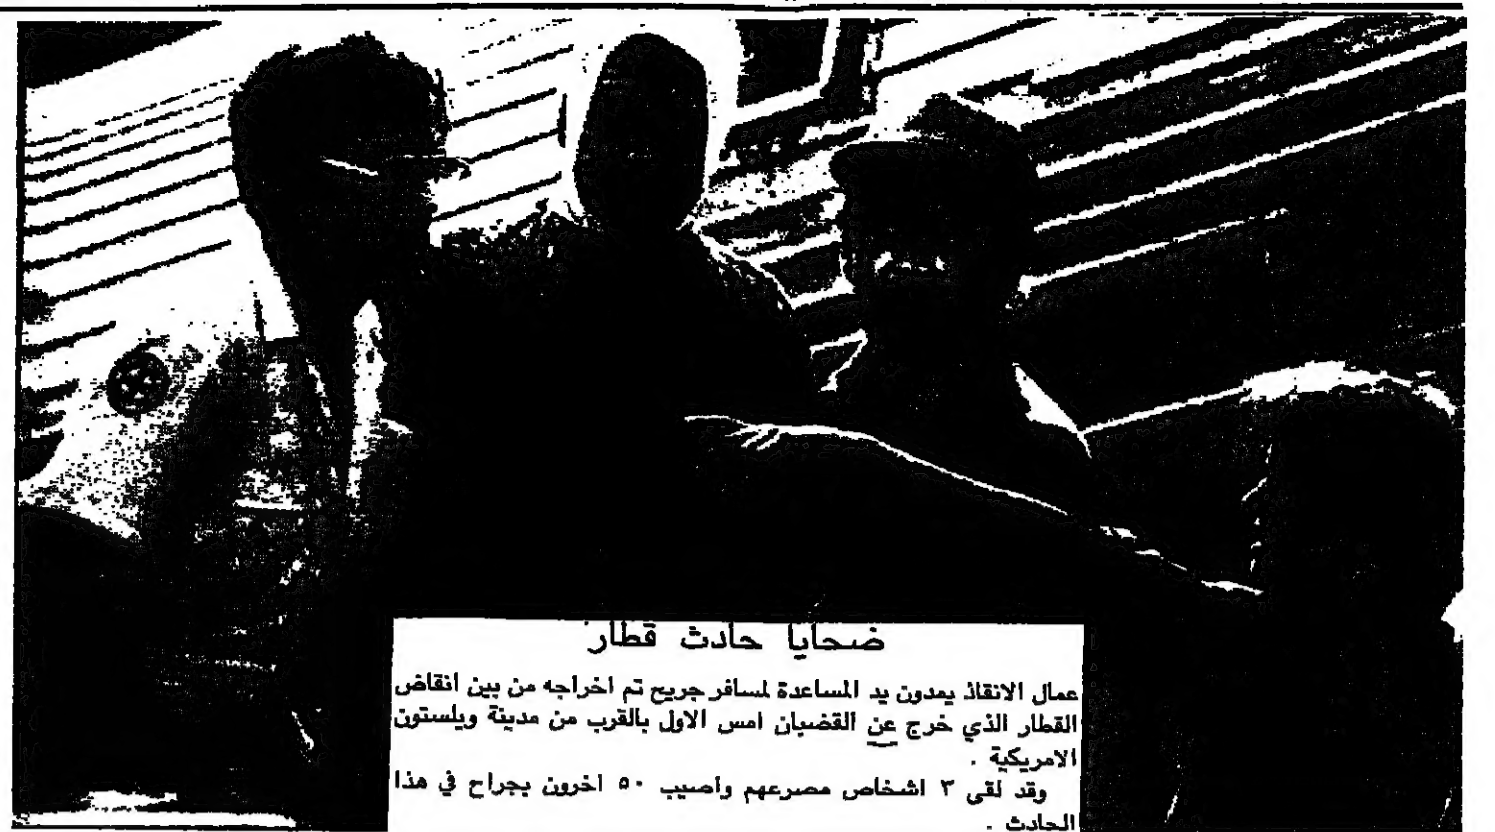 ضحايا حادث قطار
عمال الانقاذ يمدون يد المساعدة لمسافر جريح تم اخراجه من بين انقاض
القطار الذي خرج عن القضبان امس الاول بالقرب من مدينة ويلستون
الامريكية .
وقد لقى ٣ اشخاص مصرعهم واصيب ٥٠ اخرون بجراح في هذا
الحادث .